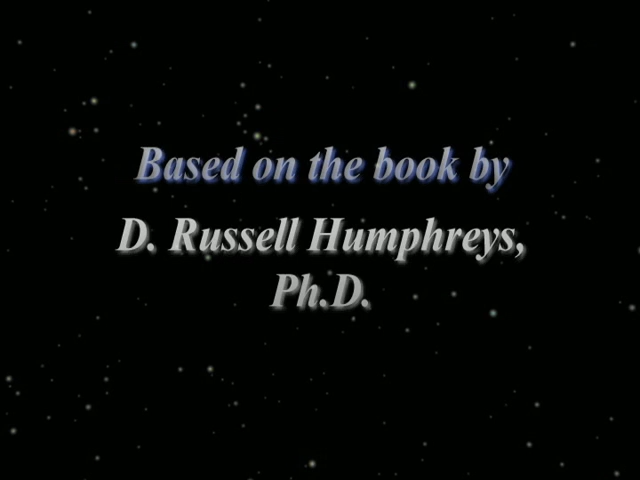 Based on the book by
D. Russell Humphreys,
Ph.D.